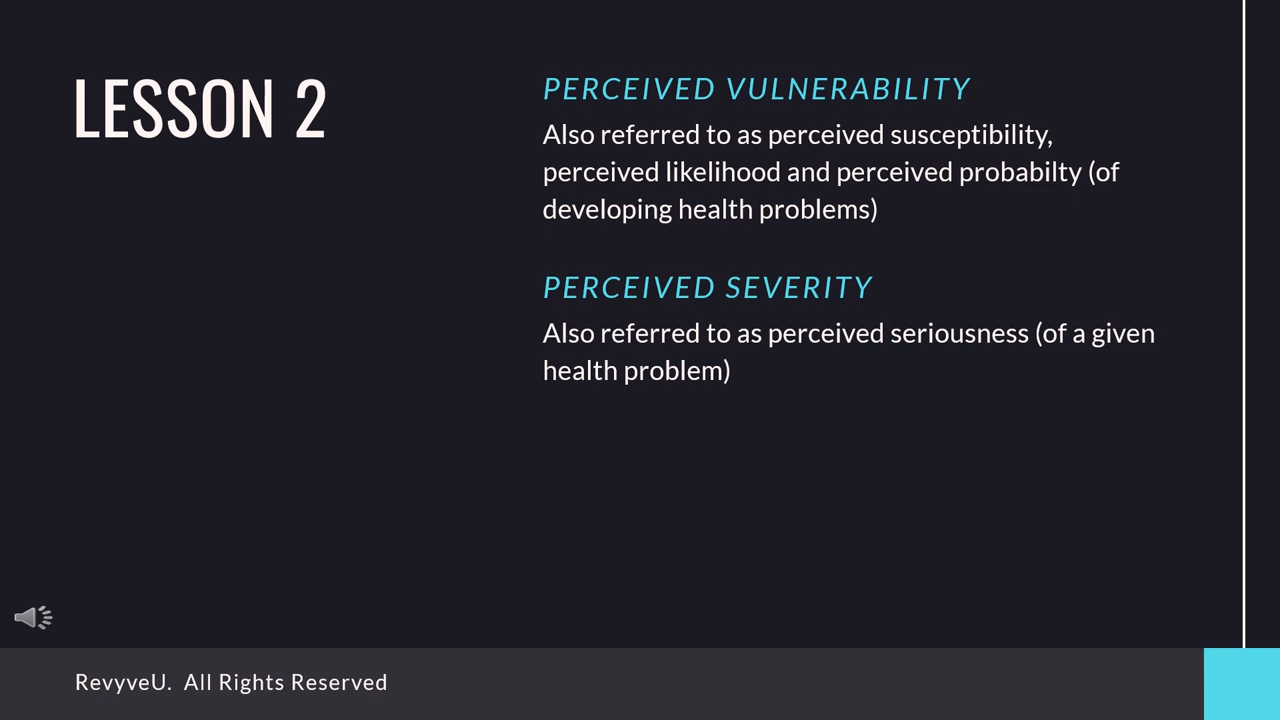 LESSON 2
PERCEIVED VULNERABILITY
Also referred to as perceived susceptibility,
perceived likelihood and perceived probabilty (of
developing health problems)
PERCEIVED SEVERITY
Also referred to as perceived seriousness (of a given
health problem)
RevyveU.  All Rights Reserved